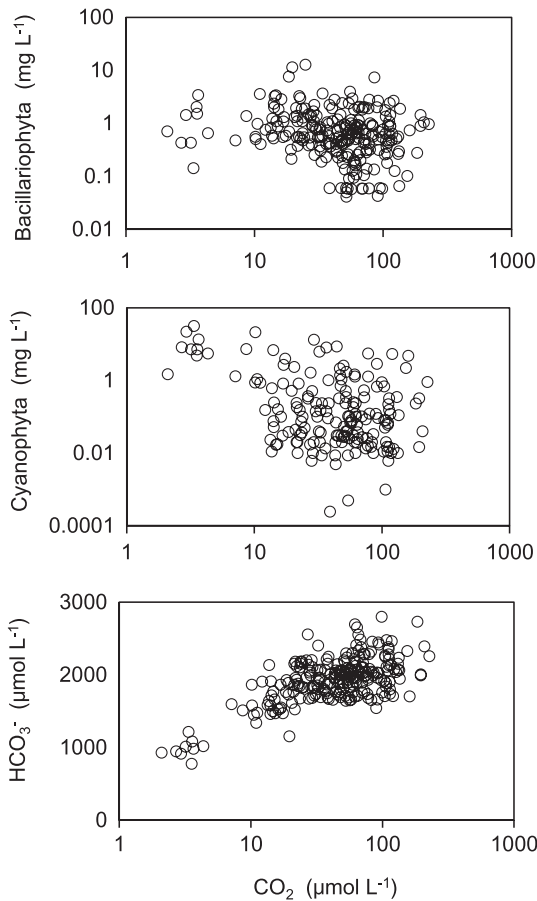 100
10
1
0.1
0.01
Bacillariophyta (mg L⁻¹)
1 10 100 1000
100
1
0.01
0.0001
Cyanophyta (mg L⁻¹)
1 10 100 1000
3000
2000
1000
0
HCO₃⁻ (µmol L⁻¹)
1 10 100 1000
CO₂ (µmol L⁻¹)